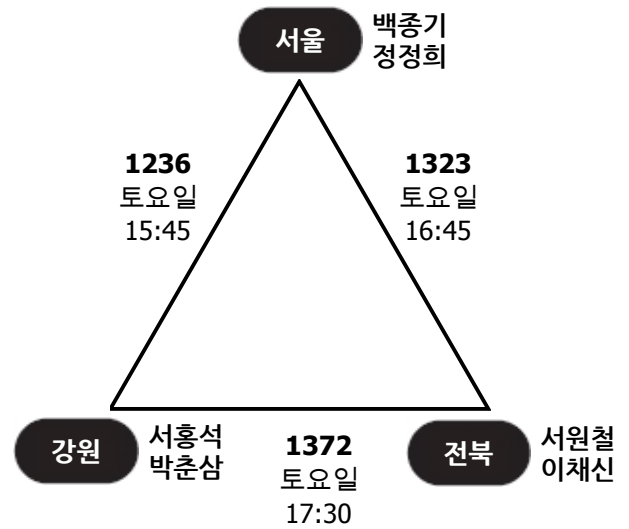 서울
백종기
정정희
1236
토요일
15:45
1323
토요일
16:45
강원
서홍석
박춘삼
1372
토요일
17:30
전북
서원철
이채신